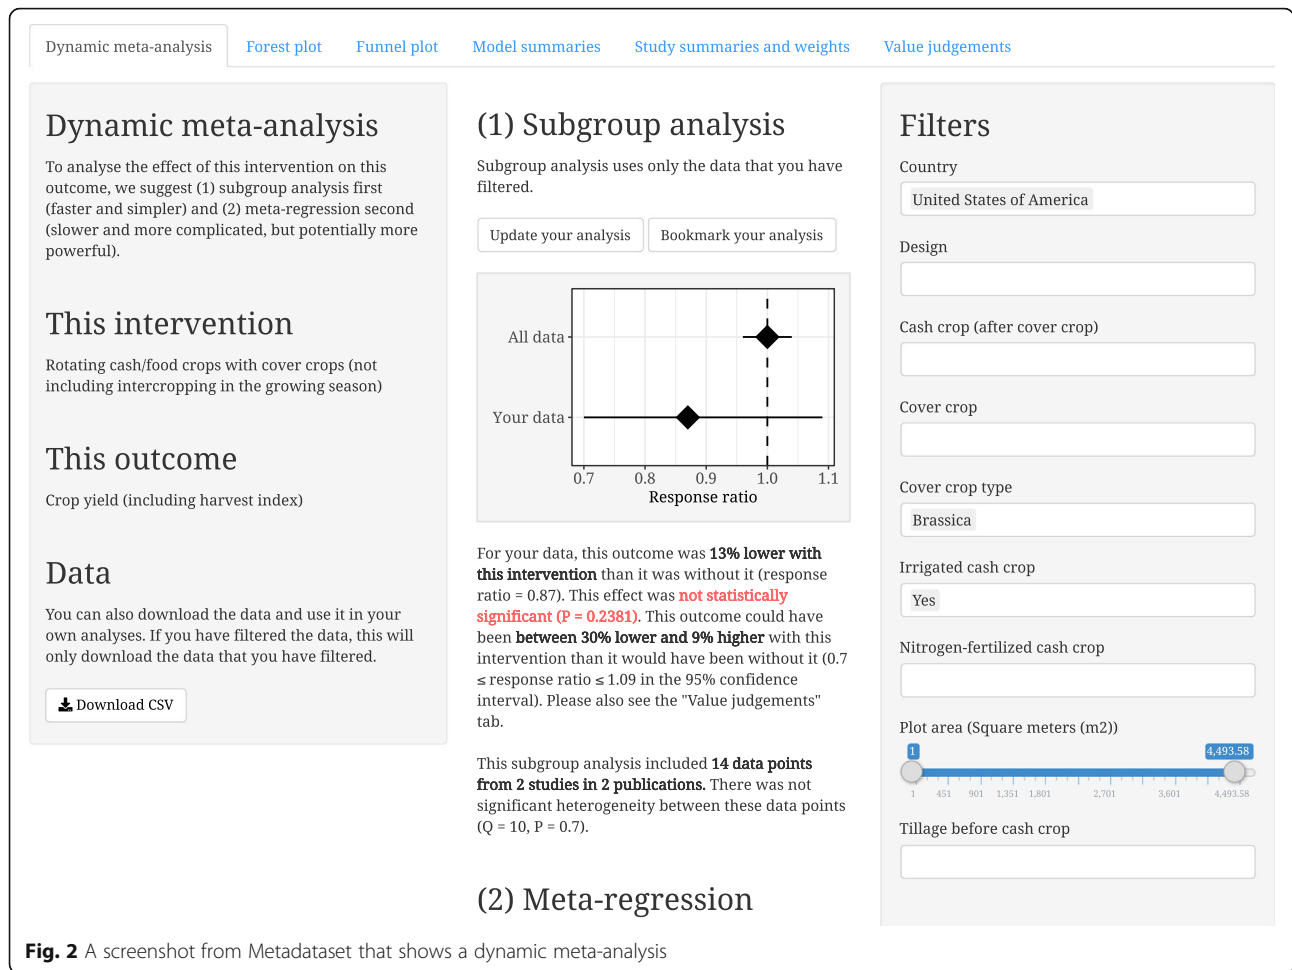 Dynamic meta-analysis
Forest plot
Funnel plot
Model summaries
Study summaries and weights
Value judgements
Dynamic meta-analysis
To analyse the effect of this intervention on this
outcome, we suggest (1) subgroup analysis first
(faster and simpler) and (2) meta-regression second
(slower and more complicated, but potentially more
powerful).
This intervention
Rotating cash/food crops with cover crops (not
including intercropping in the growing season)
This outcome
Crop yield (including harvest index)
Data
You can also download the data and use it in your
own analyses. If you have filtered the data, this will
only download the data that you have filtered.
Download CSV
(1) Subgroup analysis
Subgroup analysis uses only the data that you have
filtered.
Update your analysis
Bookmark your analysis
All data
Your data
0.7 0.8 0.9 1.0 1.1
Response ratio
For your data, this outcome was 13% lower with
this intervention than it was without it (response
ratio = 0.87). This effect was not statistically
significant (P = 0.2381). This outcome could have
been between 30% lower and 9% higher with this
intervention than it would have been without it (0.7
≤ response ratio ≤ 1.09 in the 95% confidence
interval). Please also see the "Value judgements"
tab.
This subgroup analysis included 14 data points
from 2 studies in 2 publications. There was not
significant heterogeneity between these data points
(Q = 10, P = 0.7).
(2) Meta-regression
Filters
Country
United States of America
Design
Cash crop (after cover crop)
Cover crop
Cover crop type
Brassica
Irrigated cash crop
Yes
Nitrogen-fertilized cash crop
Plot area (Square meters (m2))
1 4,493.58
1 451 901 1,351 1,801 2,701 3,601 4,493.58
Tillage before cash crop
Fig. 2 A screenshot from Metadataset that shows a dynamic meta-analysis